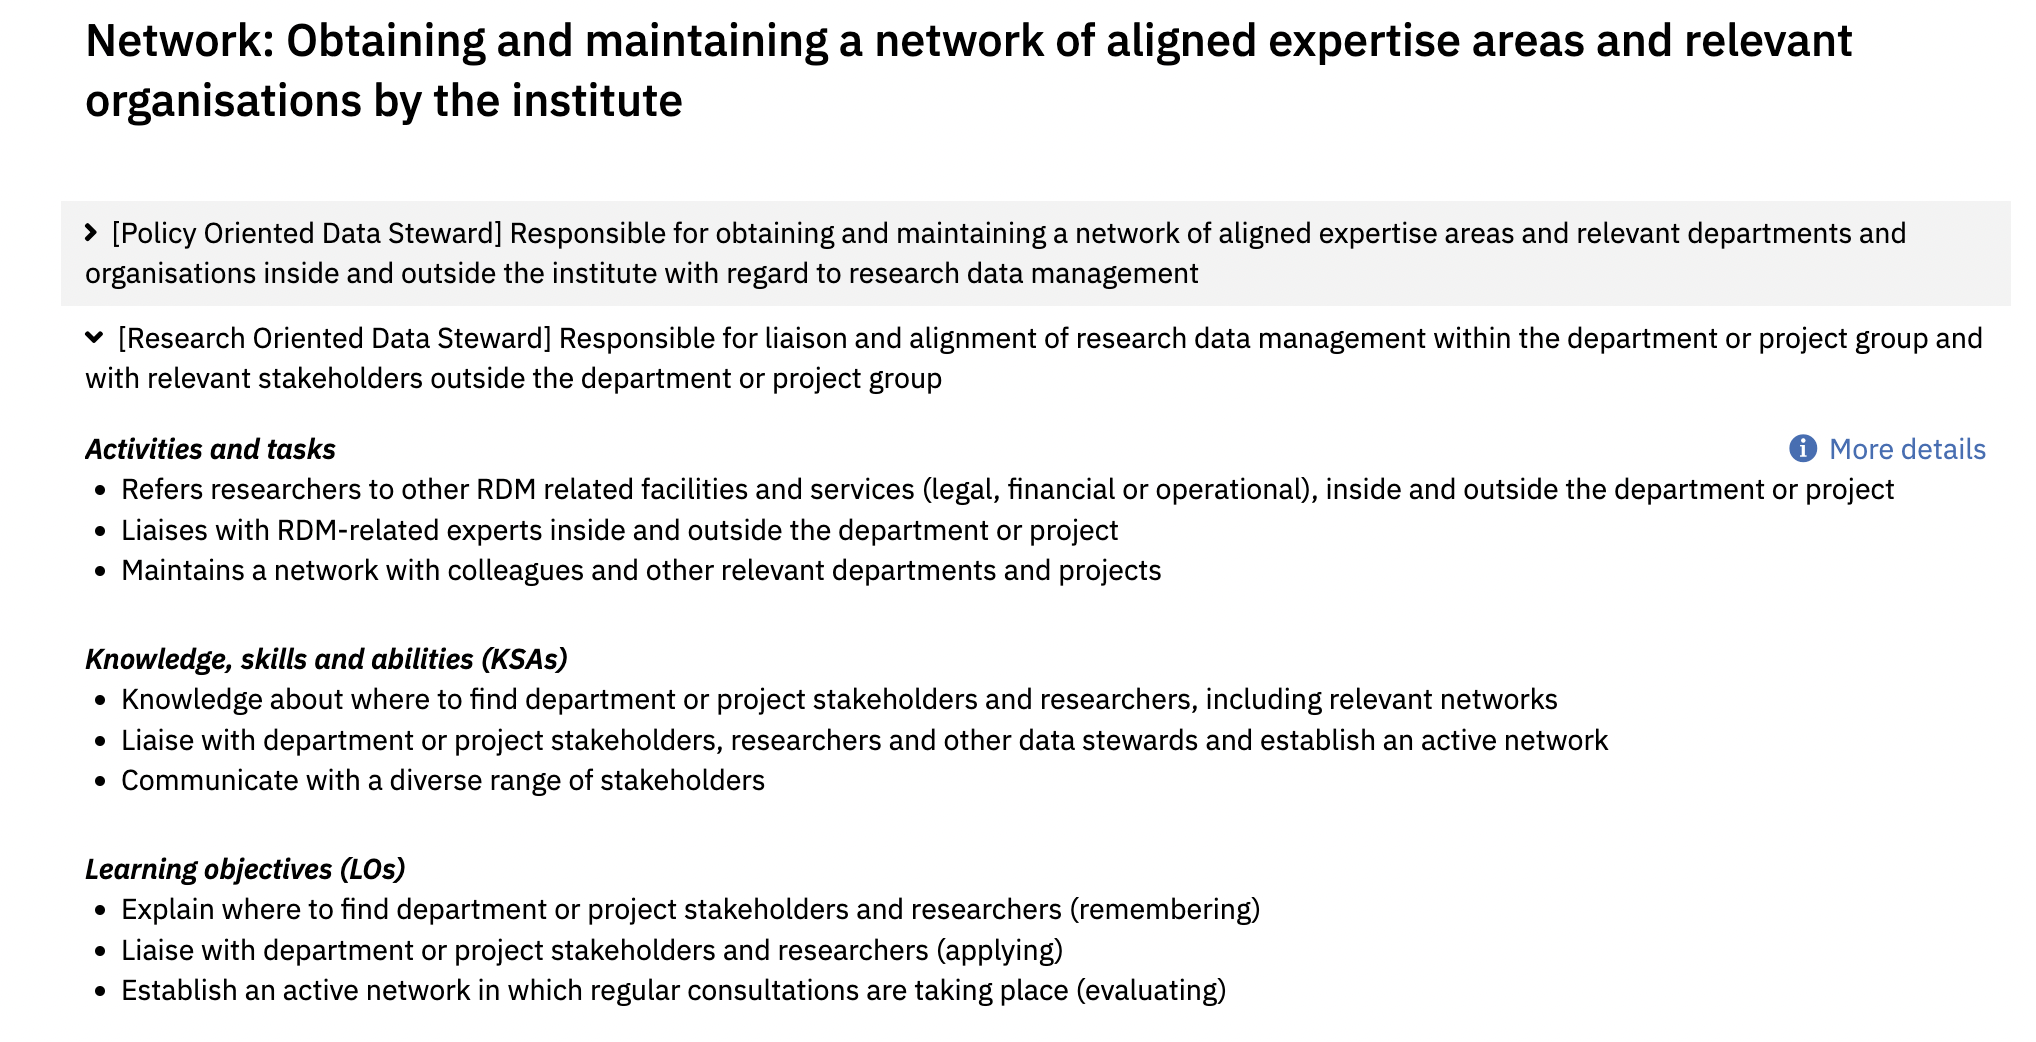 Network: Obtaining and maintaining a network of aligned expertise areas and relevant
organisations by the institute
[Policy Oriented Data Steward] Responsible for obtaining and maintaining a network of aligned expertise areas and relevant departments and
organisations inside and outside the institute with regard to research data management
[Research Oriented Data Steward] Responsible for liaison and alignment of research data management within the department or project group and
with relevant stakeholders outside the department or project group
Activities and tasks
More details
• Refers researchers to other RDM related facilities and services (legal, financial or operational), inside and outside the department or project
• Liaises with RDM-related experts inside and outside the department or project
• Maintains a network with colleagues and other relevant departments and projects
Knowledge, skills and abilities (KSAs)
• Knowledge about where to find department or project stakeholders and researchers, including relevant networks
• Liaise with department or project stakeholders, researchers and other data stewards and establish an active network
• Communicate with a diverse range of stakeholders
Learning objectives (LOs)
• Explain where to find department or project stakeholders and researchers (remembering)
• Liaise with department or project stakeholders and researchers (applying)
• Establish an active network in which regular consultations are taking place (evaluating)